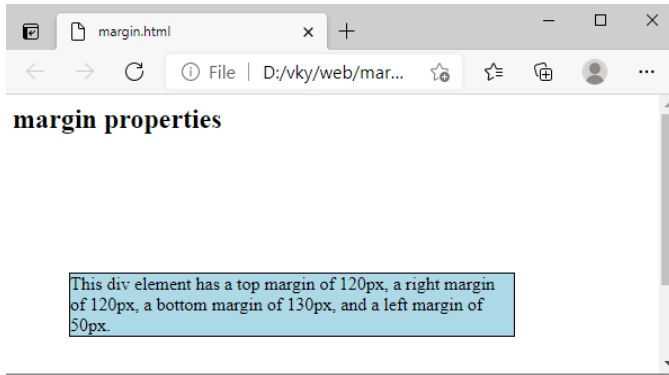 margin.html
File | D:/vky/web/mar...
margin properties
This div element has a top margin of 120px, a right margin
of 120px, a bottom margin of 130px, and a left margin of
50px.